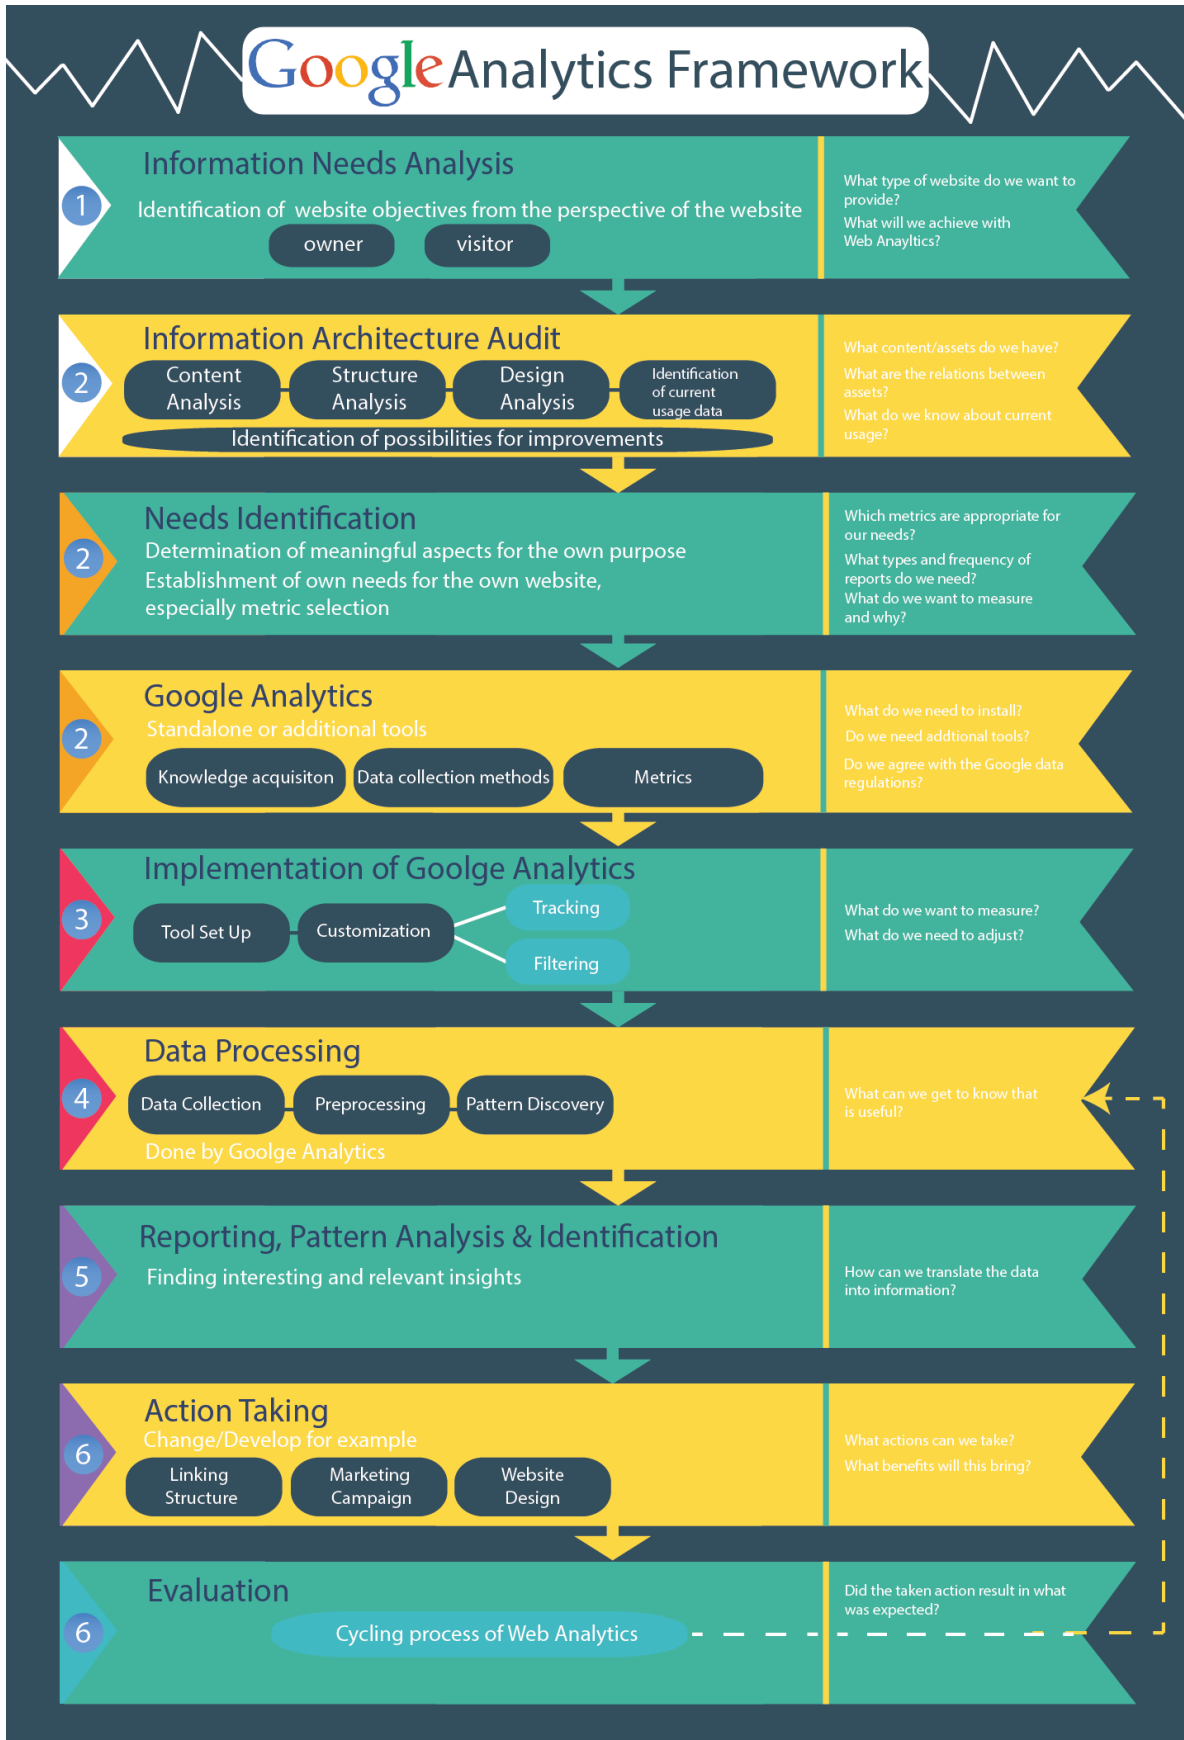 Google Analytics Framework
1
Information Needs Analysis
Identification of website objectives from the perspective of the website
owner
visitor
What type of website do we want to
provide?
What will we achieve with
Web Anayltics?
2
Information Architecture Audit
Content
Analysis
Structure
Analysis
Design
Analysis
Identification
of current
usage data
Identification of possibilities for improvements
What content/assets do we have?
What are the relations between
assets?
What do we know about current
usage?
2
Needs Identification
Determination of meaningful aspects for the own purpose
Establishment of own needs for the own website,
especially metric selection
Which metrics are appropriate for
our needs?
What types and frequency of
reports do we need?
What do we want to measure
and why?
2
Google Analytics
Standalone or additional tools
Knowledge acquisiton
Data collection methods
Metrics
What do we need to install?
Do we need addtional tools?
Do we agree with the Google data
regulations?
3
Implementation of Goolge Analytics
Tool Set Up
Customization
Tracking
Filtering
What do we want to measure?
What do we need to adjust?
4
Data Processing
Data Collection
Preprocessing
Pattern Discovery
Done by Goolge Analytics
What can we get to know that
is useful?
5
Reporting, Pattern Analysis & Identification
Finding interesting and relevant insights
How can we translate the data
into information?
6
Action Taking
Change/Develop for example
Linking
Structure
Marketing
Campaign
Website
Design
What actions can we take?
What benefits will this bring?
6
Evaluation
Cycling process of Web Analytics
Did the taken action result in what
was expected?